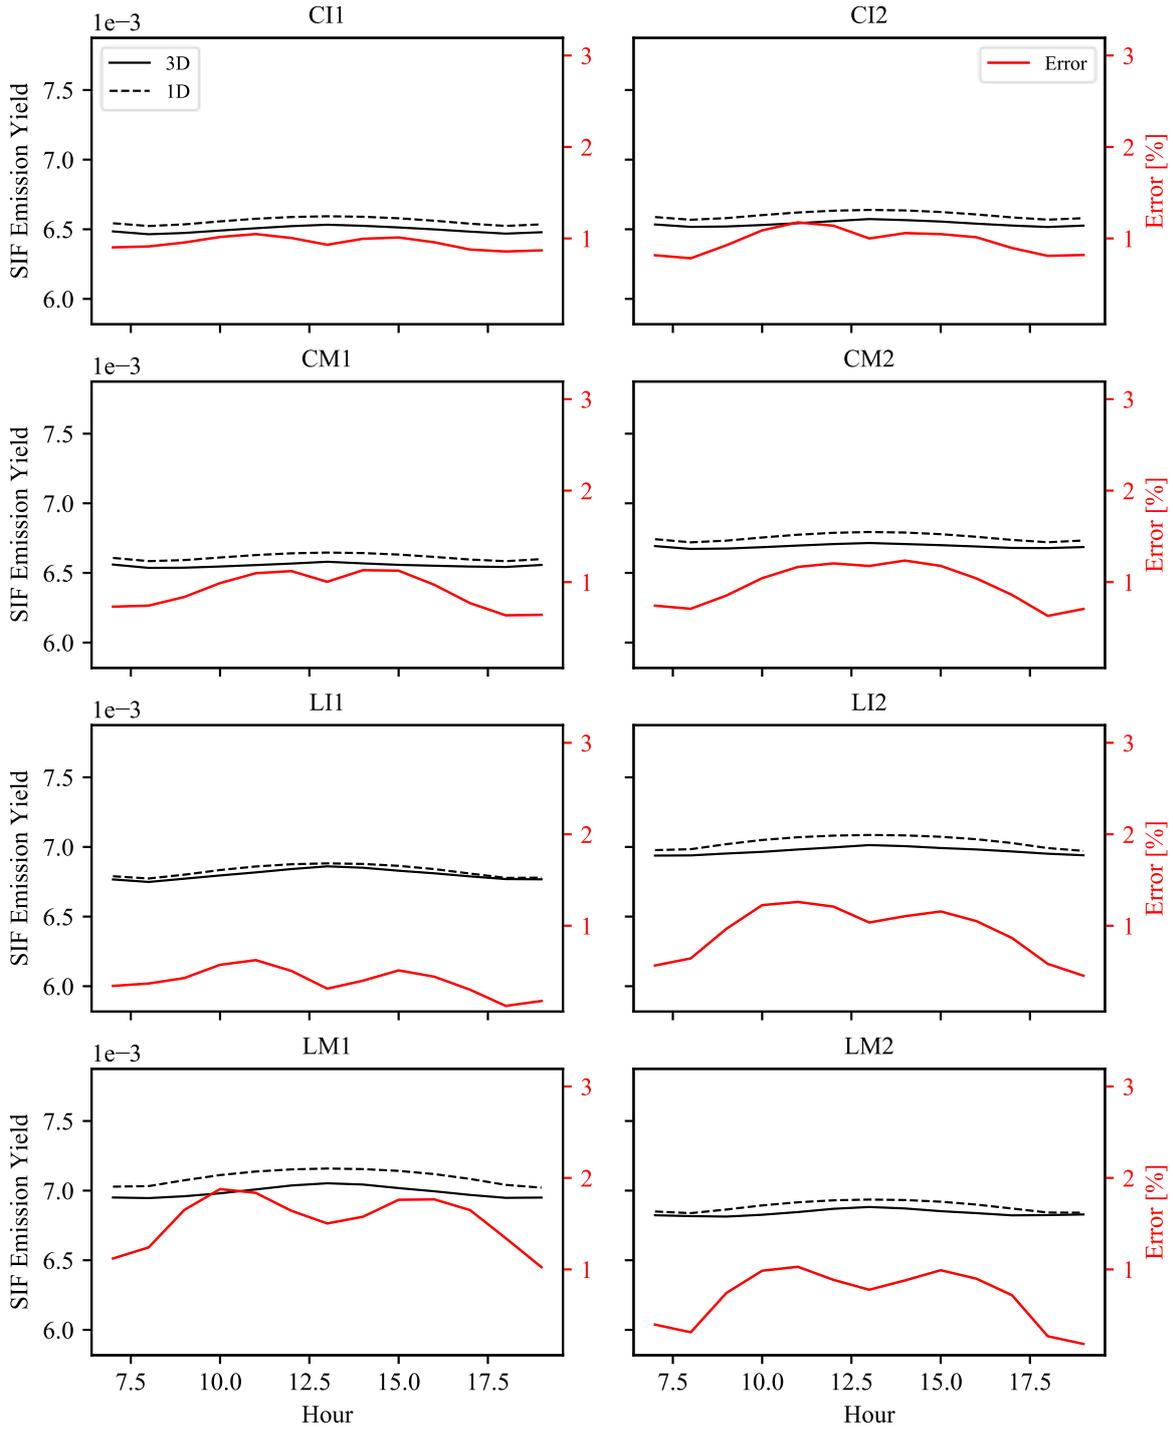 CI1
CI2
1e−3
3D
1D
Error
7.5
7.0
6.5
6.0
SIF Emission Yield
3
2
1
3
2
1
Error [%]
CM1
CM2
1e−3
7.5
7.0
6.5
6.0
SIF Emission Yield
3
2
1
3
2
1
Error [%]
LI1
LI2
1e−3
7.5
7.0
6.5
6.0
SIF Emission Yield
3
2
1
3
2
1
Error [%]
LM1
LM2
1e−3
7.5
7.0
6.5
6.0
SIF Emission Yield
3
2
1
3
2
1
Error [%]
7.5 10.0 12.5 15.0 17.5
7.5 10.0 12.5 15.0 17.5
Hour
Hour